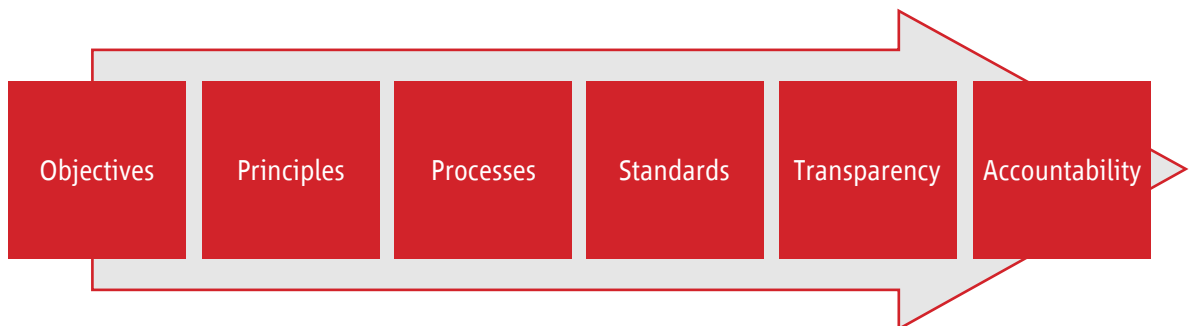 Objectives
Principles
Processes
Standards
Transparency
Accountability